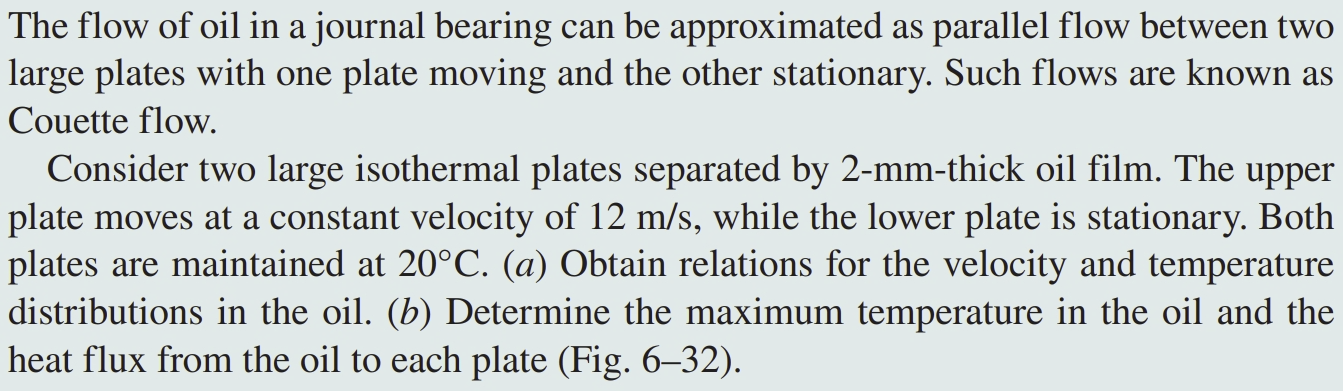 The flow of oil in a journal bearing can be approximated as parallel flow between two
large plates with one plate moving and the other stationary. Such flows are known as
Couette flow.
Consider two large isothermal plates separated by 2-mm-thick oil film. The upper
plate moves at a constant velocity of 12 m/s, while the lower plate is stationary. Both
plates are maintained at 20°C. (a) Obtain relations for the velocity and temperature
distributions in the oil. (b) Determine the maximum temperature in the oil and the
heat flux from the oil to each plate (Fig. 6–32).